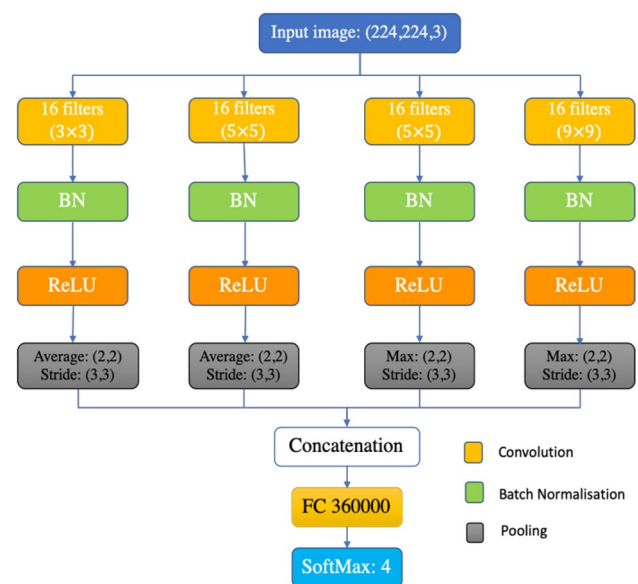 Input image: (224,224,3)
16 filters
(3×3)
16 filters
(5×5)
16 filters
(5×5)
16 filters
(9×9)
BN
BN
BN
BN
ReLU
ReLU
ReLU
ReLU
Average: (2,2)
Stride: (3,3)
Average: (2,2)
Stride: (3,3)
Max: (2,2)
Stride: (3,3)
Max: (2,2)
Stride: (3,3)
Concatenation
FC 360000
SoftMax: 4
Convolution
Batch Normalisation
Pooling